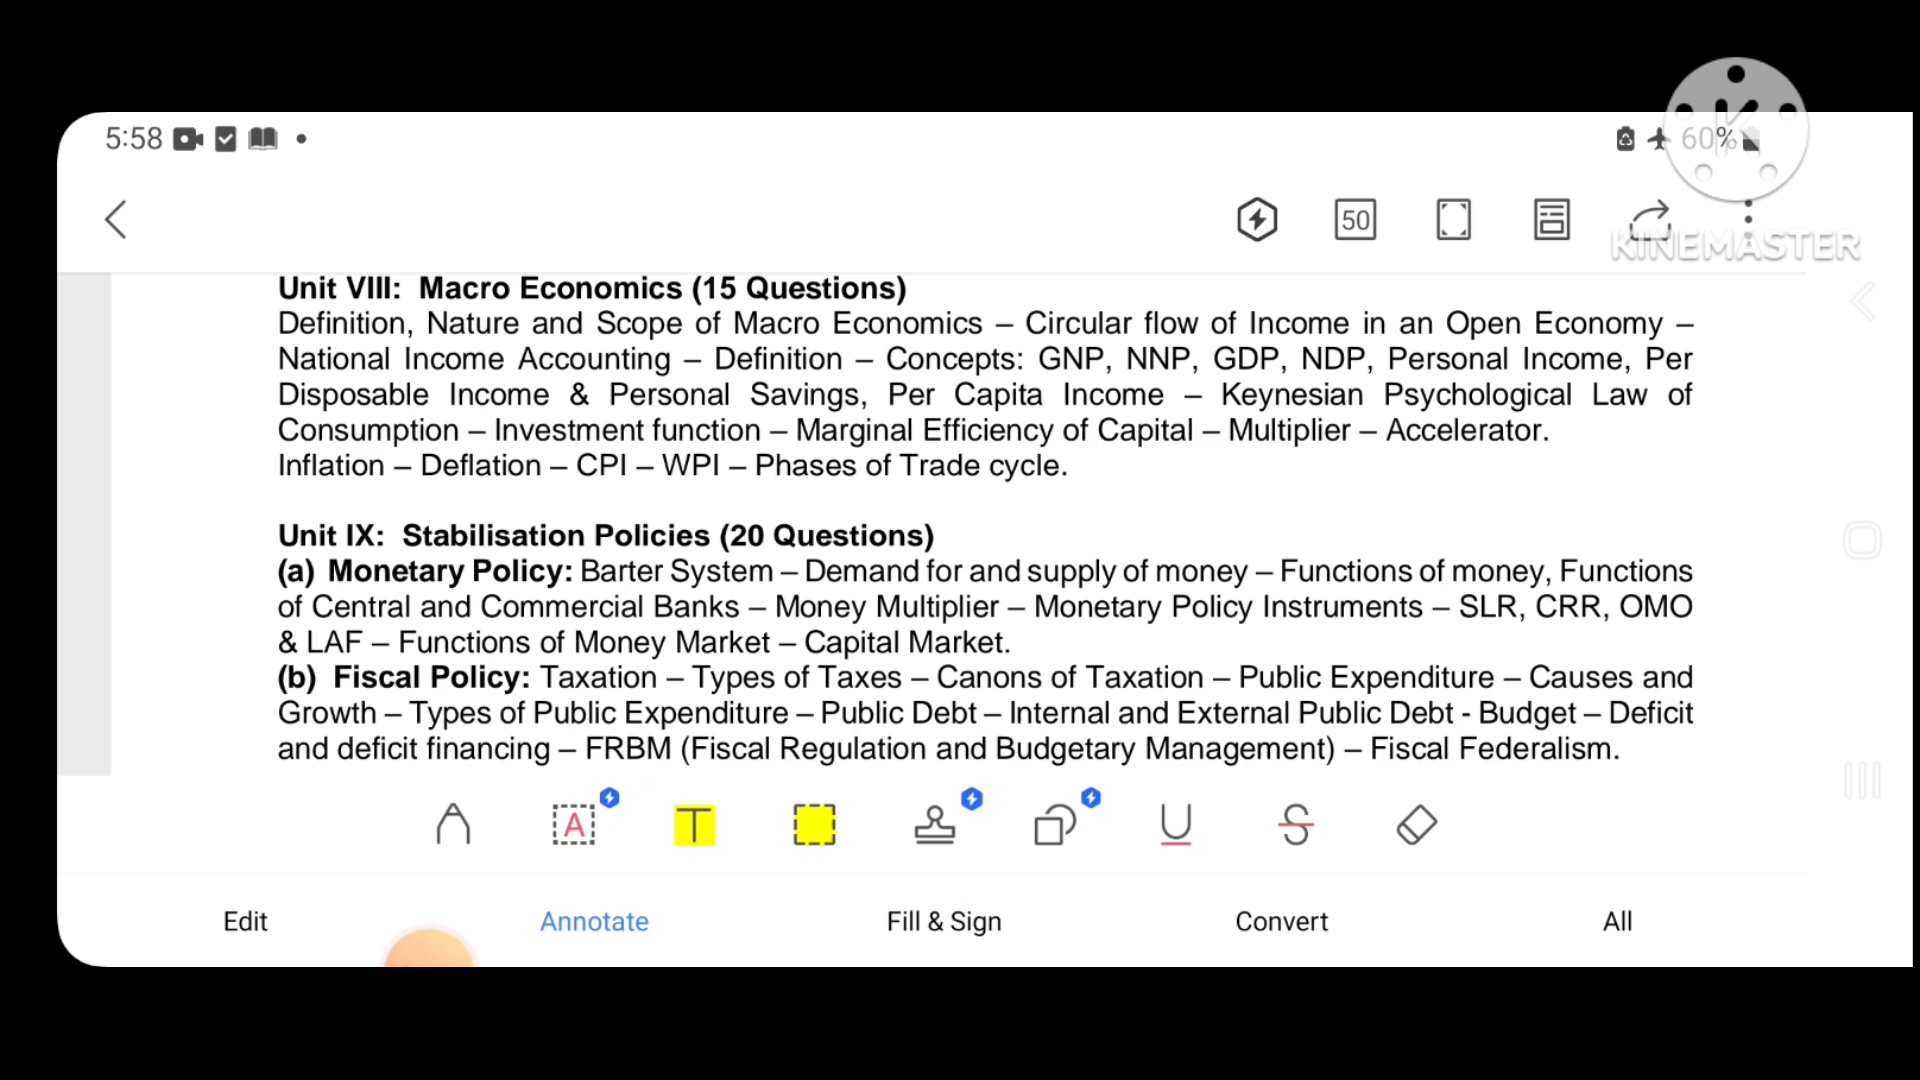 5:58
60%
50
KINEMASTER
Unit VIII: Macro Economics (15 Questions)
Definition, Nature and Scope of Macro Economics – Circular flow of Income in an Open Economy –
National Income Accounting – Definition – Concepts: GNP, NNP, GDP, NDP, Personal Income, Per
Disposable Income & Personal Savings, Per Capita Income – Keynesian Psychological Law of
Consumption – Investment function – Marginal Efficiency of Capital – Multiplier – Accelerator.
Inflation – Deflation – CPI – WPI – Phases of Trade cycle.
Unit IX: Stabilisation Policies (20 Questions)
(a) Monetary Policy: Barter System – Demand for and supply of money – Functions of money, Functions
of Central and Commercial Banks – Money Multiplier – Monetary Policy Instruments – SLR, CRR, OMO
& LAF – Functions of Money Market – Capital Market.
(b) Fiscal Policy: Taxation – Types of Taxes – Canons of Taxation – Public Expenditure – Causes and
Growth – Types of Public Expenditure – Public Debt – Internal and External Public Debt - Budget – Deficit
and deficit financing – FRBM (Fiscal Regulation and Budgetary Management) – Fiscal Federalism.
Edit
Annotate
Fill & Sign
Convert
All